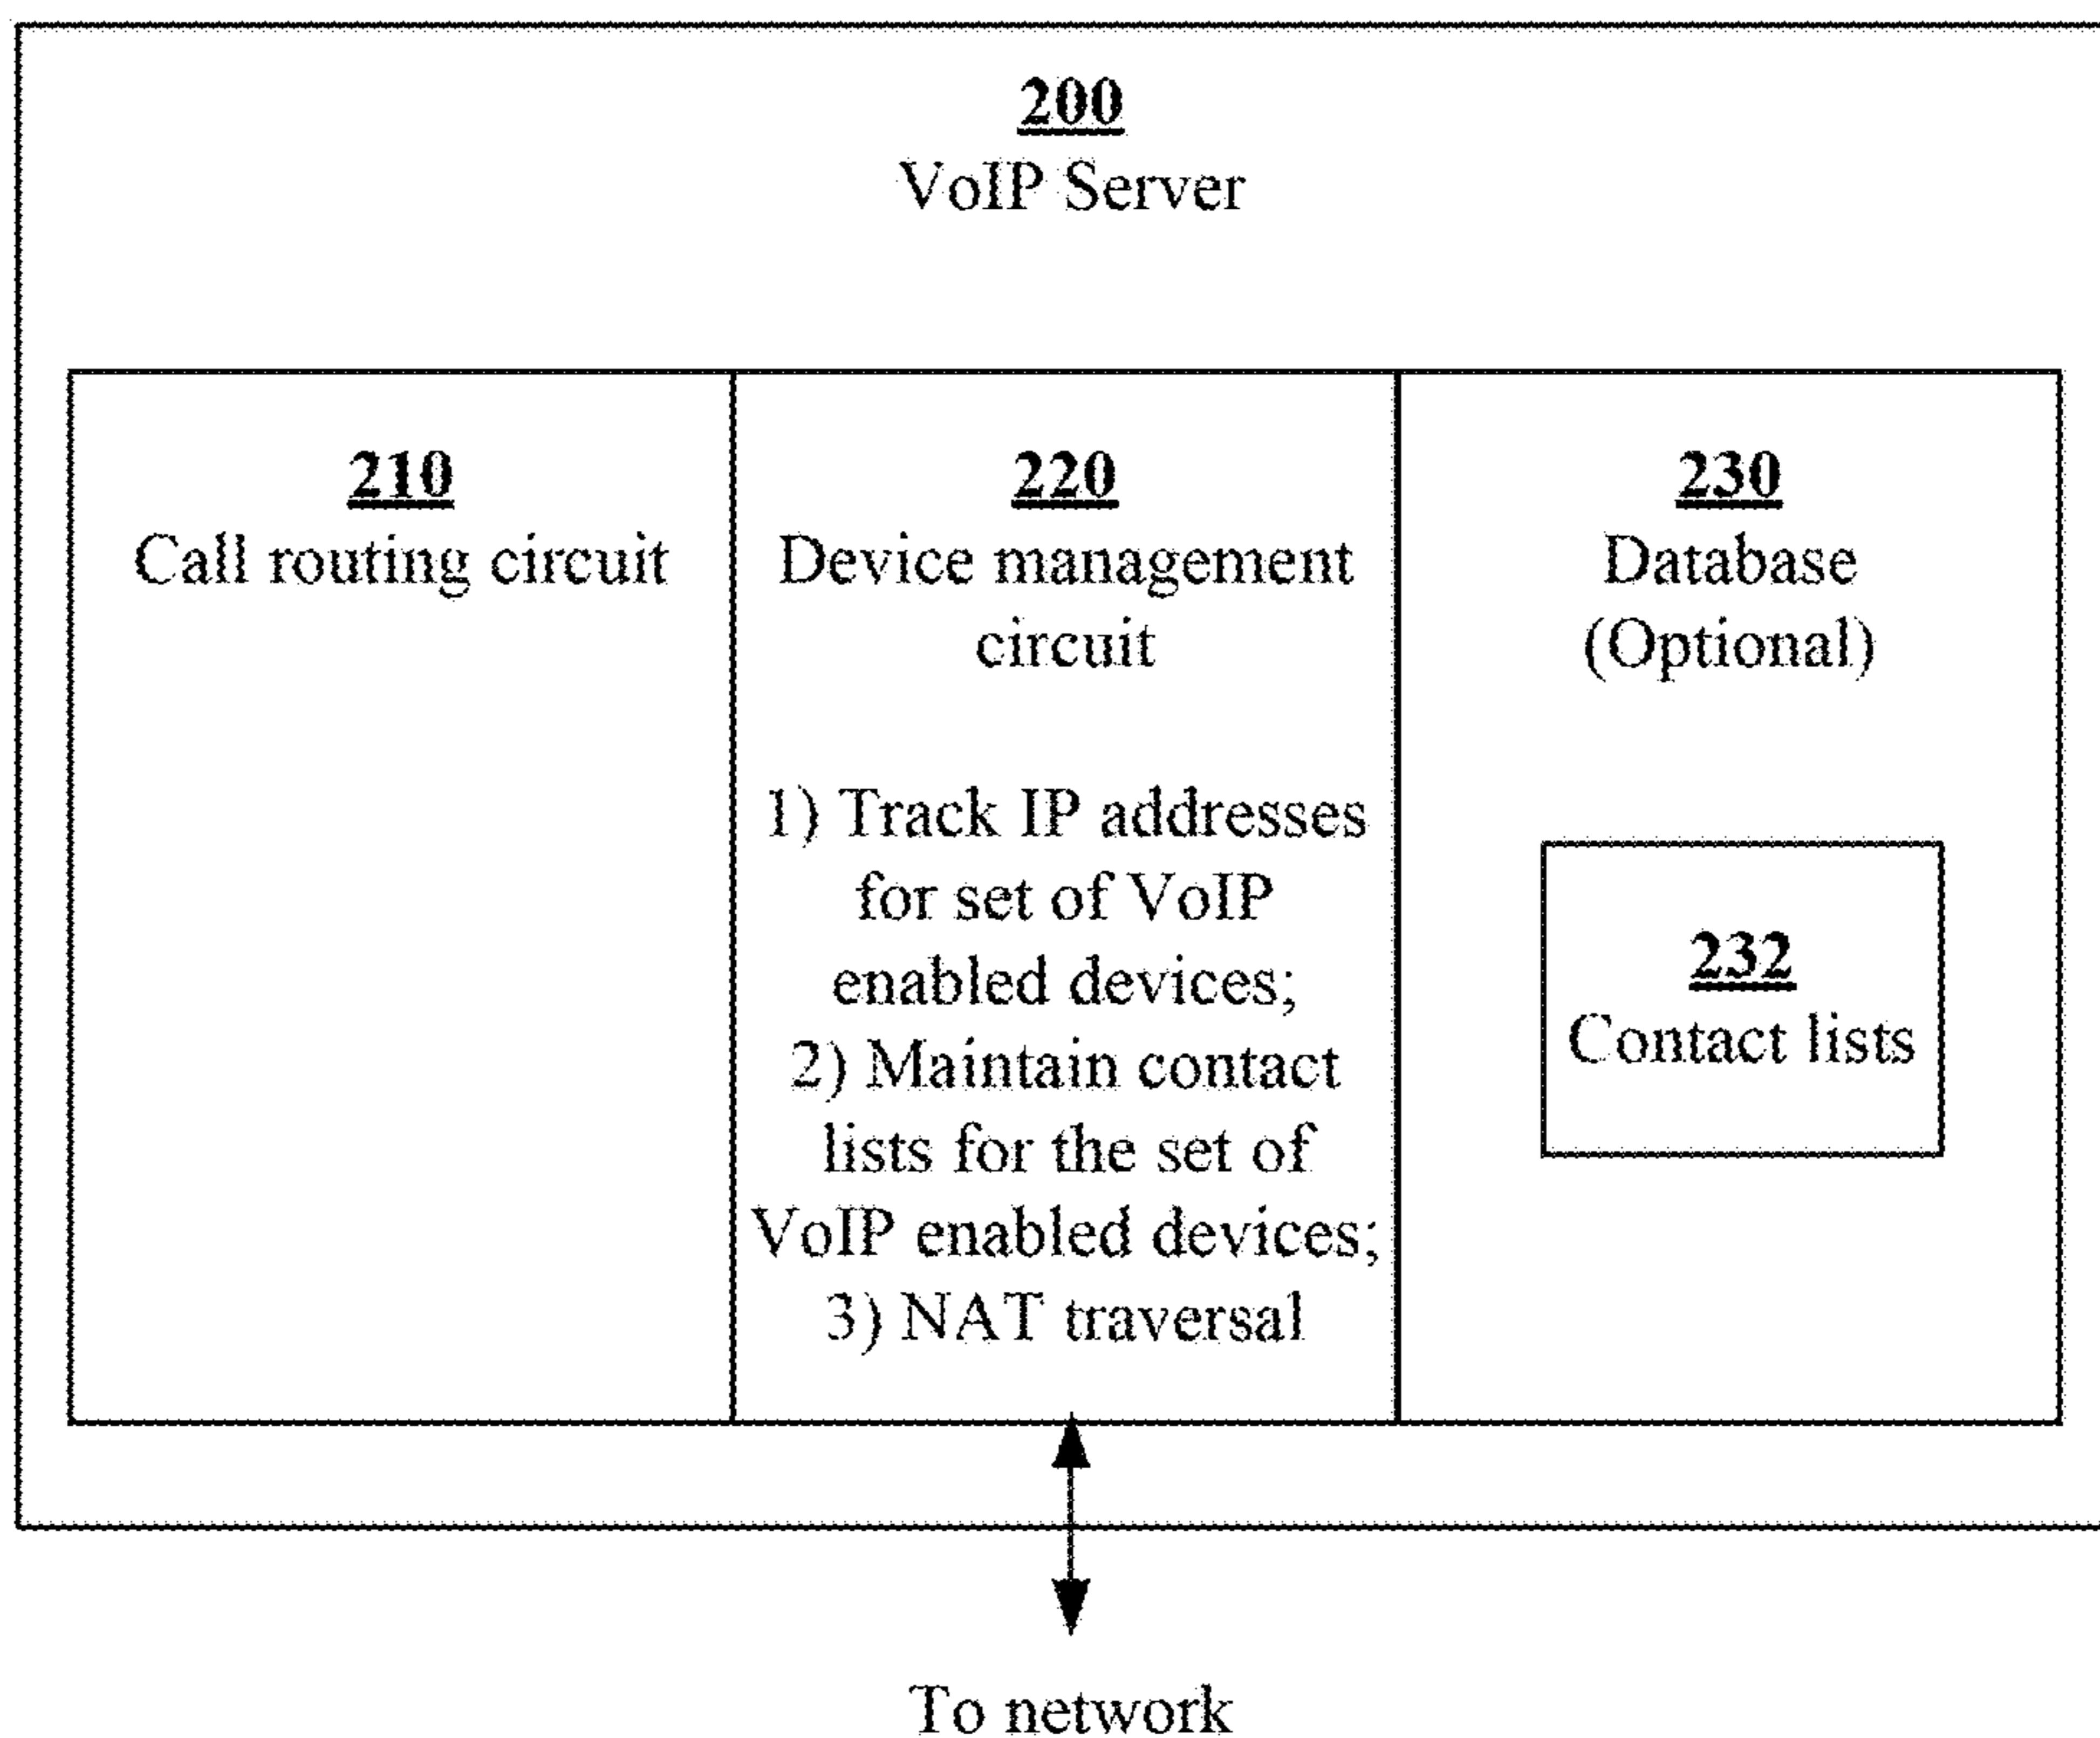 200
VoIP Server
210
Call routing circuit
220
Device management
circuit
1) Track IP addresses
for set of VoIP
enabled devices;
2) Maintain contact
lists for the set of
VoIP enabled devices;
3) NAT traversal
230
Database
(Optional)
232
Contact lists
To network